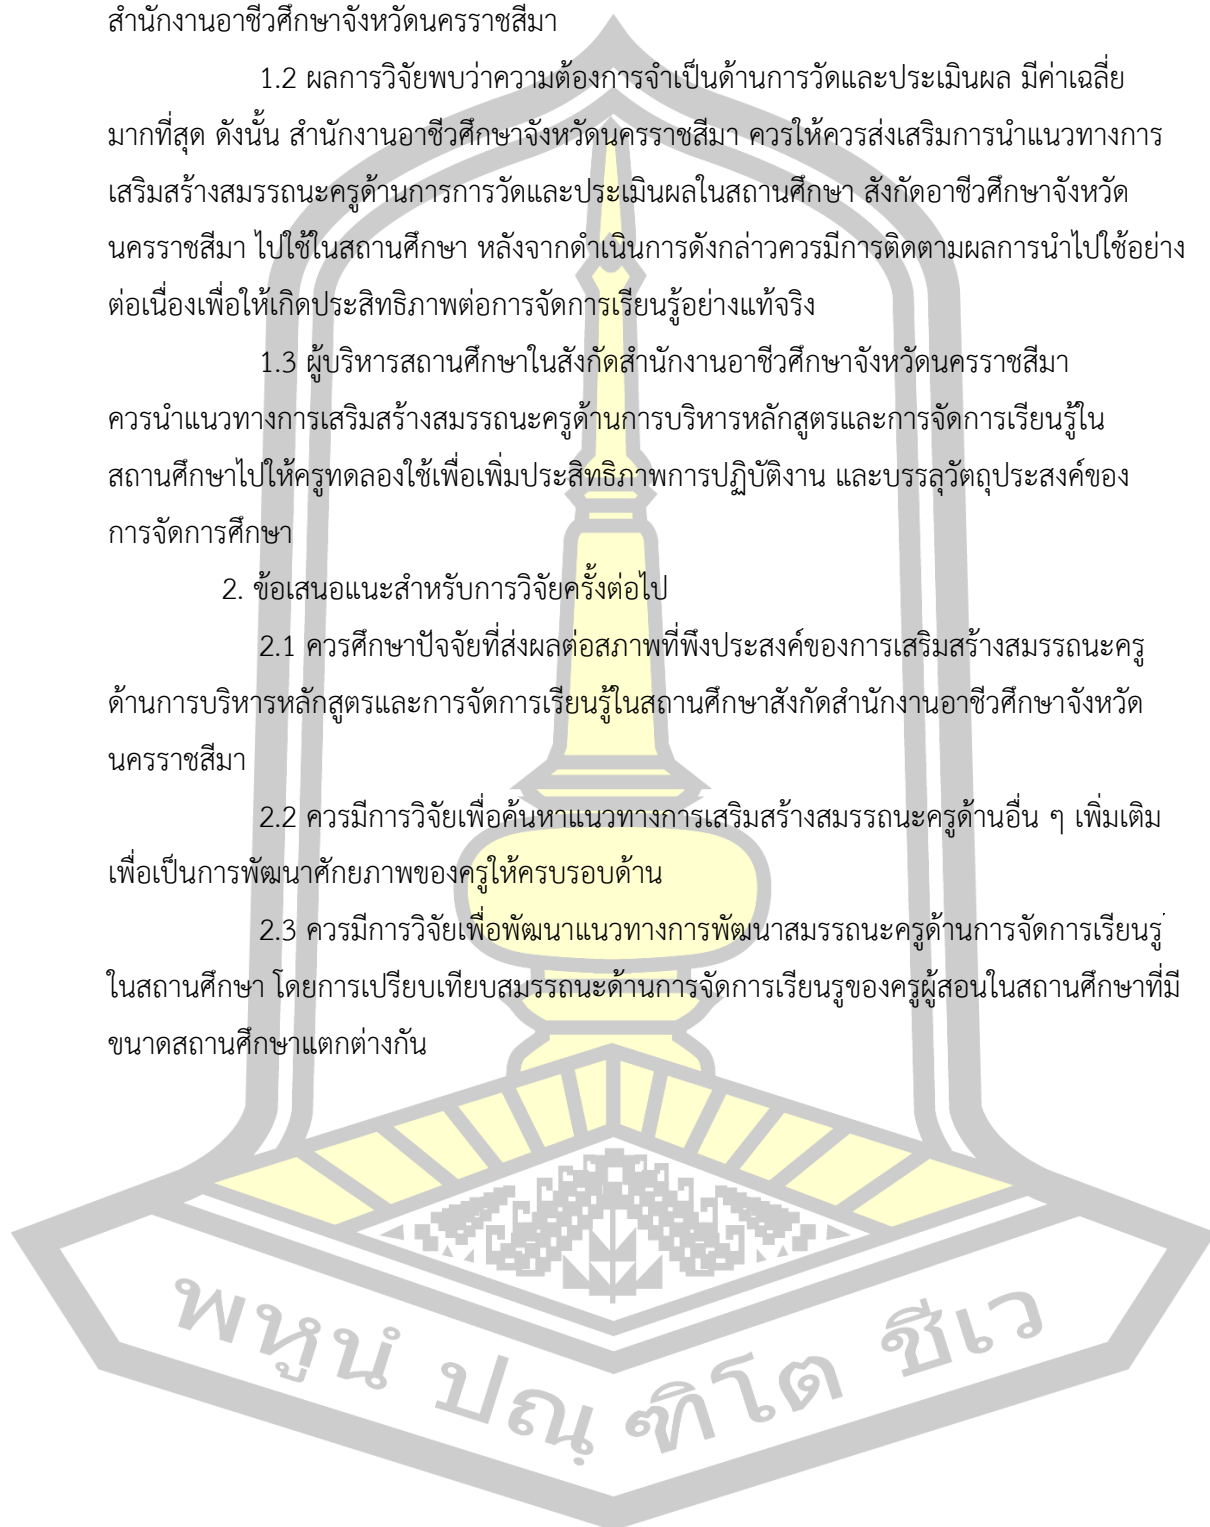 สำนักงานอาชีวศึกษาจังหวัดนครราชสีมา
1.2 ผลการวิจัยพบว่าความต้องการจำเป็นด้านการวัดและประเมินผล มีค่าเฉลี่ย
มากที่สุด ดังนั้น สำนักงานอาชีวศึกษาจังหวัดนครราชสีมา ควรให้ควรส่งเสริมการนำแนวทางการ
เสริมสร้างสมรรถนะครูด้านการการวัดและประเมินผลในสถานศึกษา สังกัดอาชีวศึกษาจังหวัด
นครราชสีมา ไปใช้ในสถานศึกษา หลังจากดำเนินการดังกล่าวควรมีการติดตามผลการนำไปใช้อย่าง
ต่อเนื่องเพื่อให้เกิดประสิทธิภาพต่อการจัดการเรียนรู้อย่างแท้จริง
1.3 ผู้บริหารสถานศึกษาในสังกัดสำนักงานอาชีวศึกษาจังหวัดนครราชสีมา
ควรนำแนวทางการเสริมสร้างสมรรถนะครูด้านการบริหารหลักสูตรและการจัดการเรียนรู้ใน
สถานศึกษาไปให้ครูทดลองใช้เพื่อเพิ่มประสิทธิภาพการปฏิบัติงาน และบรรลุวัตถุประสงค์ของ
การจัดการศึกษา
2. ข้อเสนอแนะสำหรับการวิจัยครั้งต่อไป
2.1 ควรศึกษาปัจจัยที่ส่งผลต่อสภาพที่พึงประสงค์ของการเสริมสร้างสมรรถนะครู
ด้านการบริหารหลักสูตรและการจัดการเรียนรู้ในสถานศึกษาสังกัดสำนักงานอาชีวศึกษาจังหวัด
นครราชสีมา
2.2 ควรมีการวิจัยเพื่อค้นหาแนวทางการเสริมสร้างสมรรถนะครูด้านอื่น ๆ เพิ่มเติม
เพื่อเป็นการพัฒนาศักยภาพของครูให้ครบรอบด้าน
2.3 ควรมีการวิจัยเพื่อพัฒนาแนวทางการพัฒนาสมรรถนะครูด้านการจัดการเรียนรู่
ในสถานศึกษา โดยการเปรียบเทียบสมรรถนะด้านการจัดการเรียนรูของครูผู้สอนในสถานศึกษาที่มี
ขนาดสถานศึกษาแตกต่างกัน
พหูนํ ปณฺฑิโต ชีเว